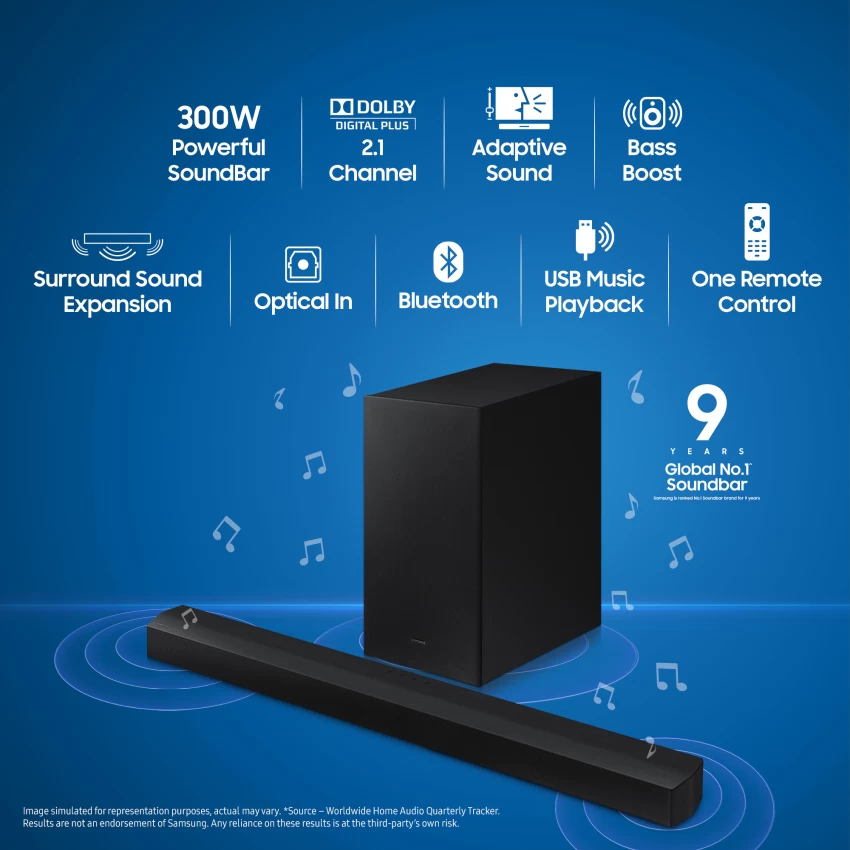 300W
Powerful
SoundBar
DOLBY
DIGITAL PLUS
2.1
Channel
Adaptive
Sound
Bass
Boost
Surround Sound
Expansion
Optical In
Bluetooth
USB Music
Playback
One Remote
Control
9
YEARS
Global No.1*
Soundbar
Samsung is ranked No.1 Soundbar brand for 9 years
Image simulated for representation purposes, actual may vary. *Source – Worldwide Home Audio Quarterly Tracker.
Results are not an endorsement of Samsung. Any reliance on these results is at the third-party's own risk.